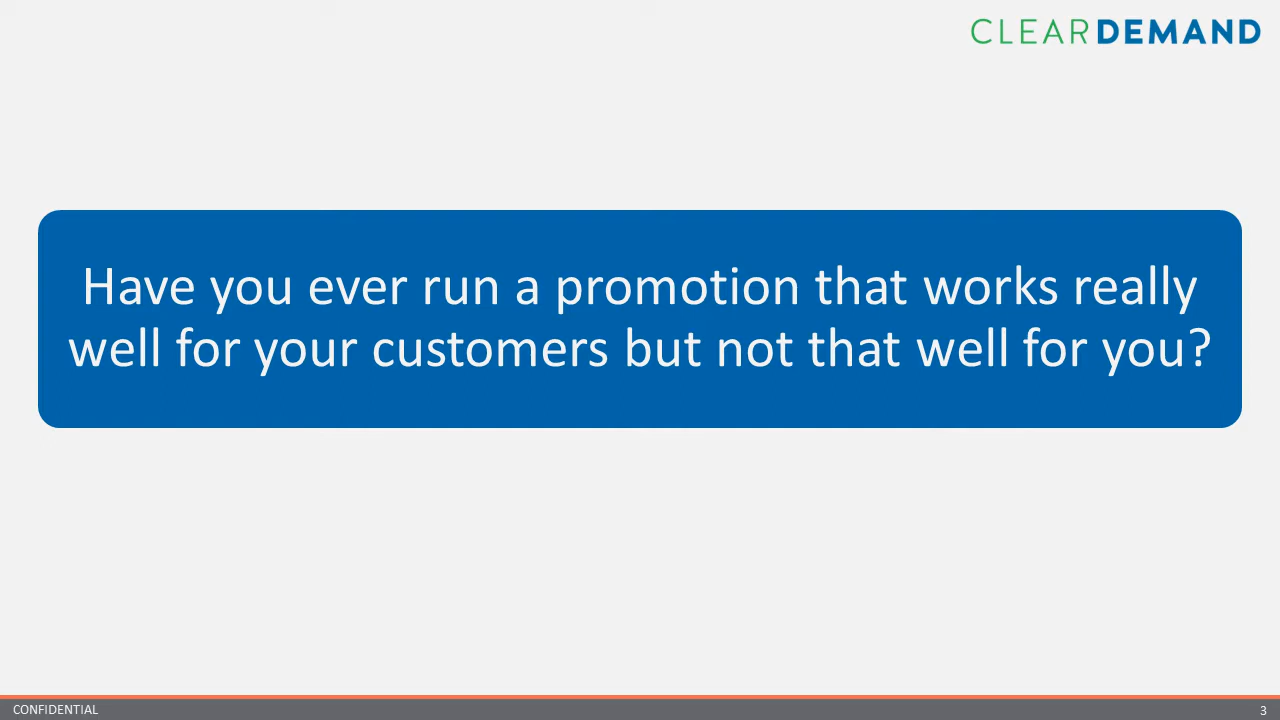 CLEARDEMAND
Have you ever run a promotion that works really
well for your customers but not that well for you?
CONFIDENTIAL
3